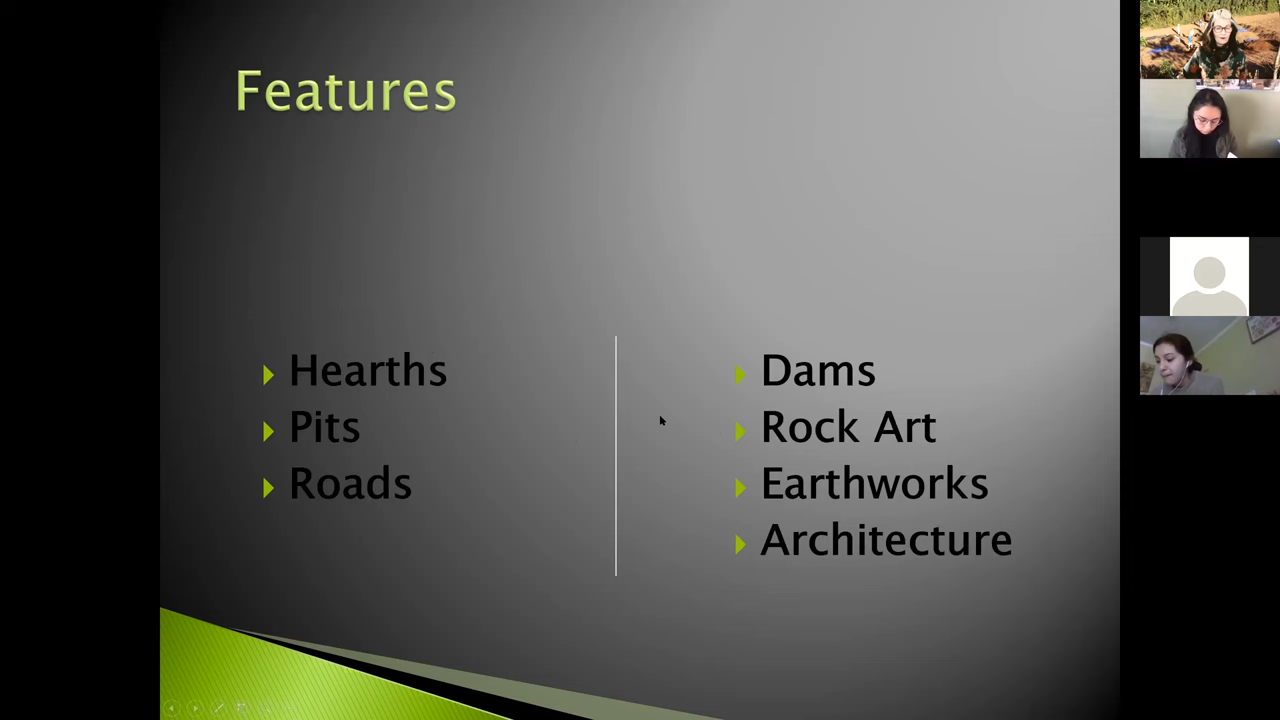 Features
Hearths
Pits
Roads
Dams
Rock Art
Earthworks
Architecture